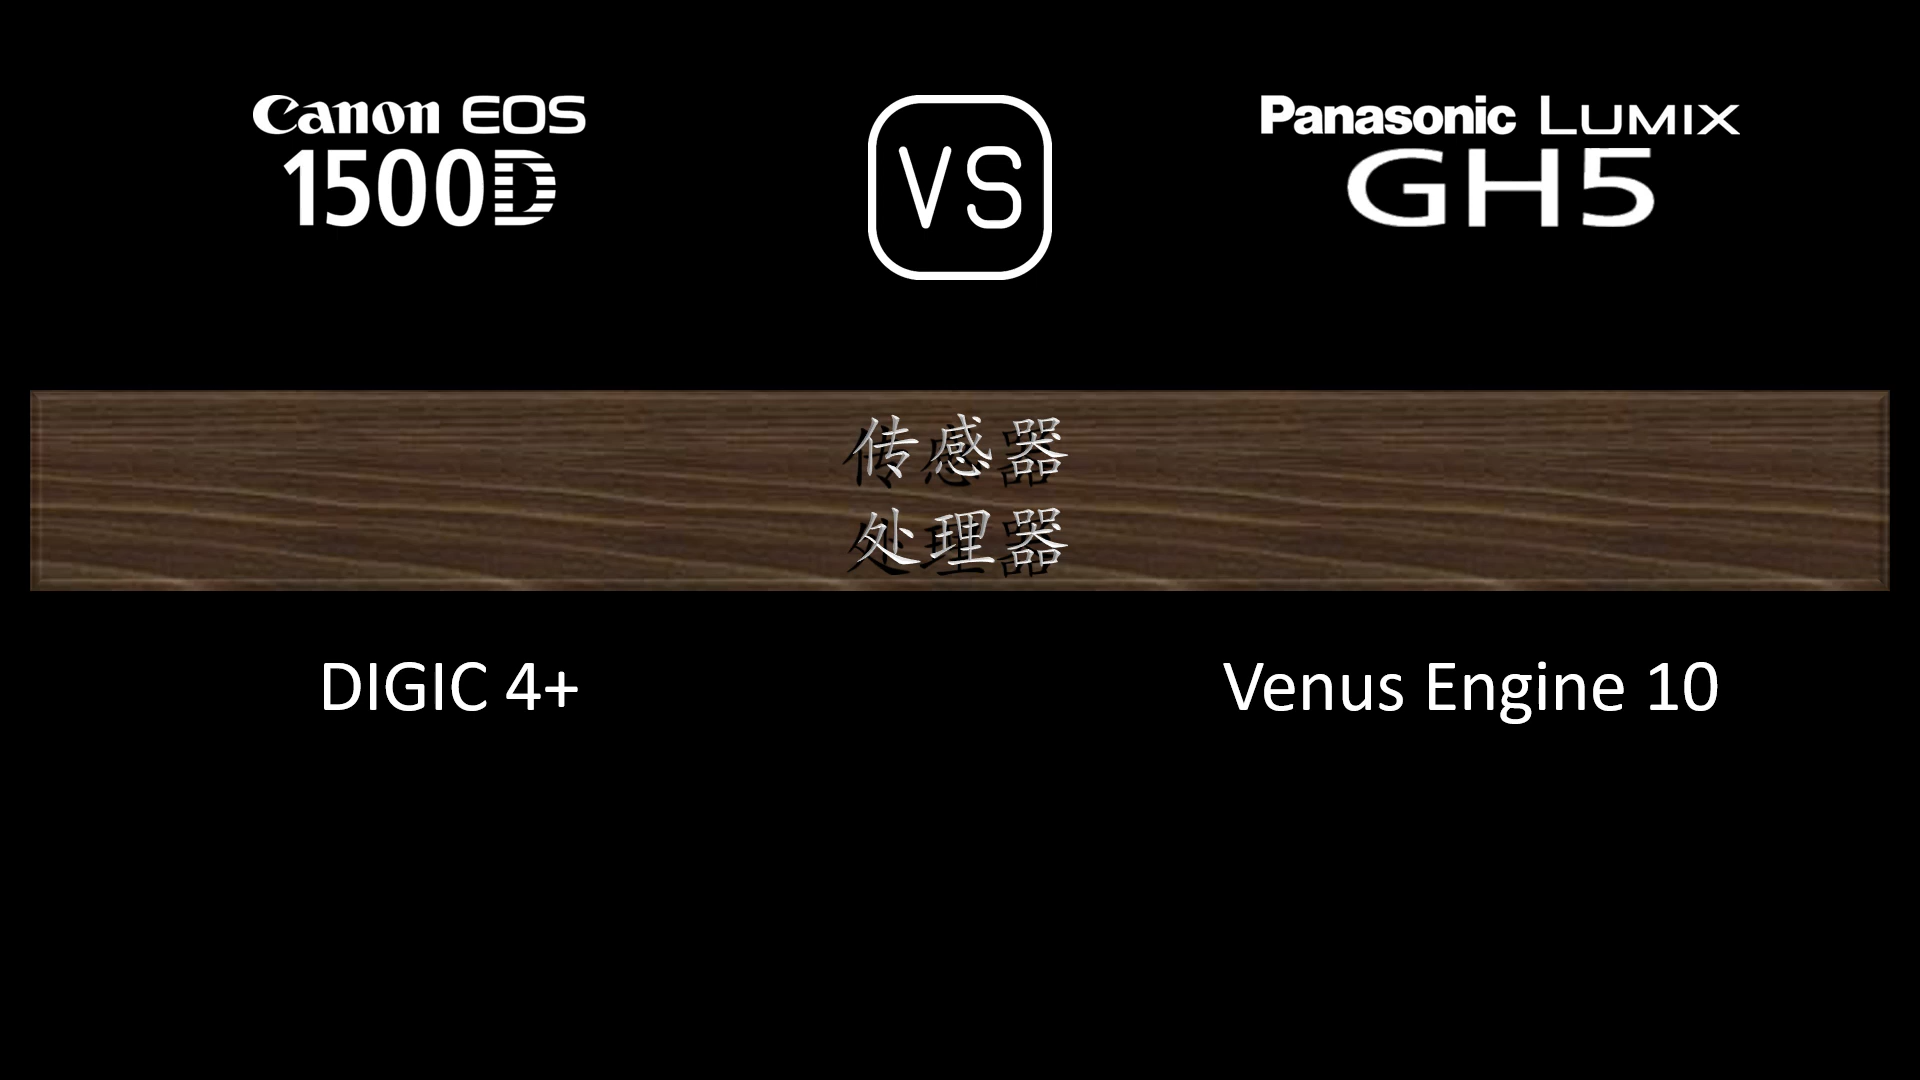 Canon EOS
1500D
VS
Panasonic LUMIX
GH5
传感器
处理器
DIGIC 4+
Venus Engine 10